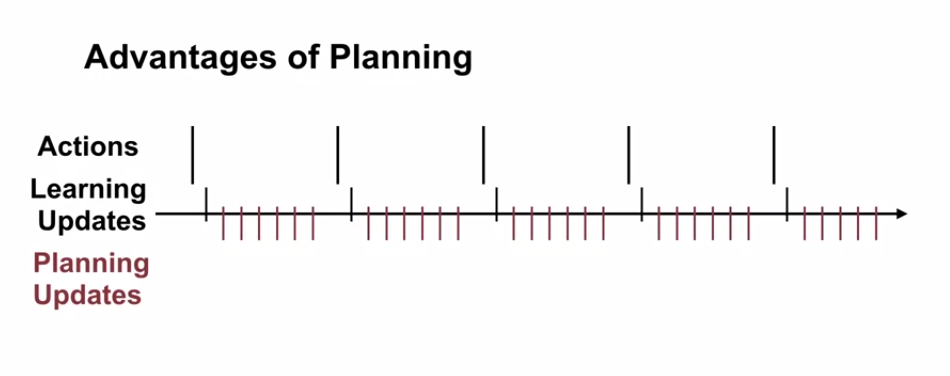 Advantages of Planning
Actions
Learning
Updates
Planning
Updates